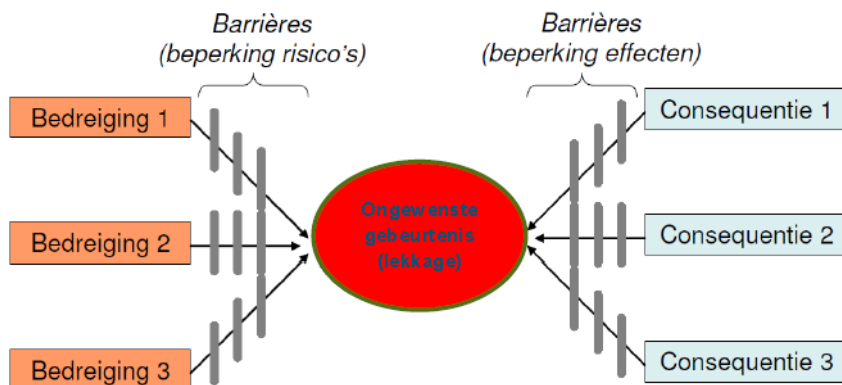 Barrières
(beperking risico's)
Barrières
(beperking effecten)
Bedreiging 1
Consequentie 1
Ongewenste
gebeurtenis
(lekkage)
Bedreiging 2
Consequentie 2
Bedreiging 3
Consequentie 3